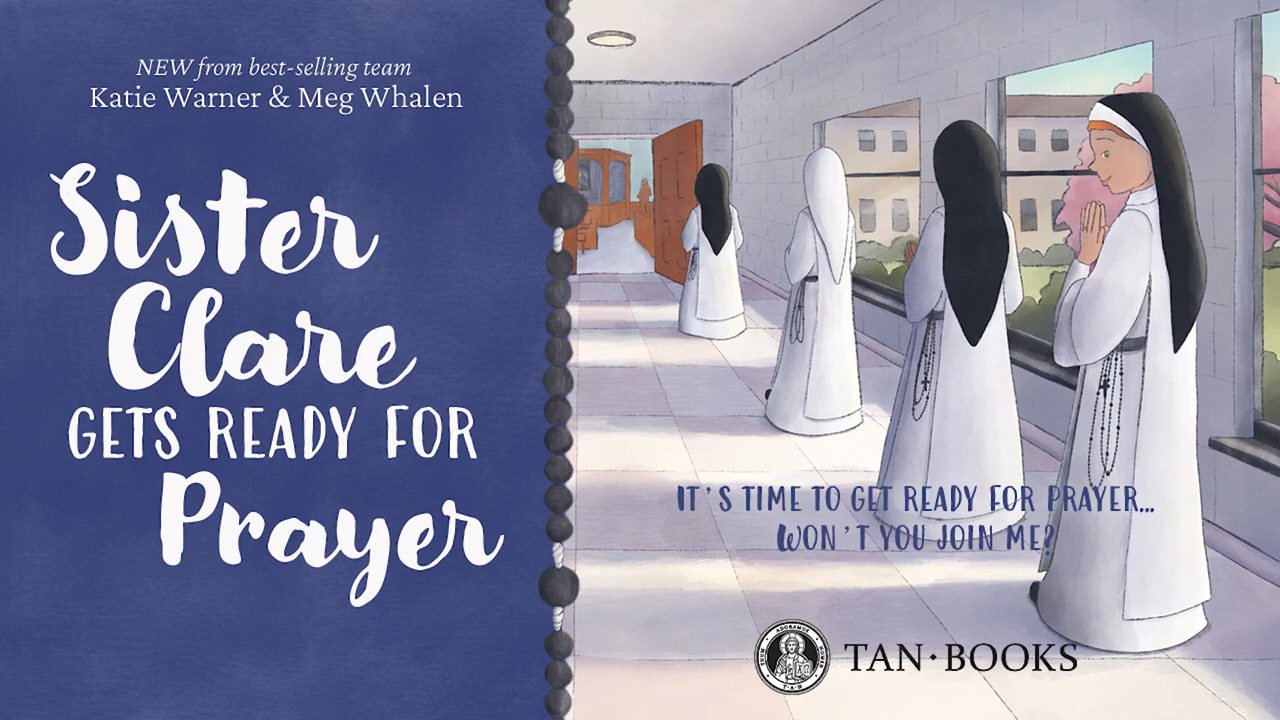 NEW from best-selling team
Katie Warner & Meg Whalen
Sister
Clare
GETS READY FOR
Prayer
IT'S TIME TO GET READY FOR PRAYER...
WON'T YOU JOIN ME?
TAN·BOOKS
T·A·N